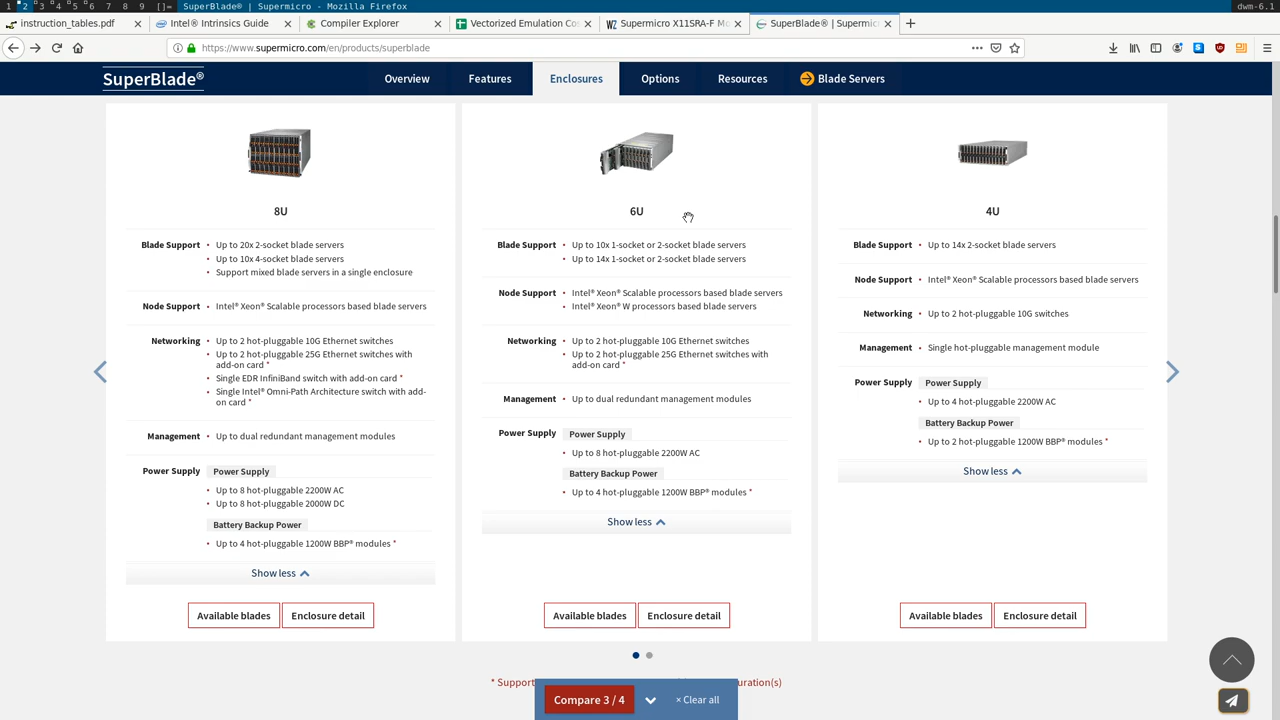 1 2 3 4 5 6 7 8 9 []= SuperBlade® | Supermicro - Mozilla Firefox dwm-6.1
instruction_tables.pdf Intel® Intrinsics Guide Compiler Explorer Vectorized Emulation Cos Supermicro X11SRA-F Mo SuperBlade® | Supermic
https://www.supermicro.com/en/products/superblade
SuperBlade® Overview Features Enclosures Options Resources Blade Servers
8U
Blade Support • Up to 20x 2-socket blade servers
• Up to 10x 4-socket blade servers
• Support mixed blade servers in a single enclosure
Node Support • Intel® Xeon® Scalable processors based blade servers
Networking • Up to 2 hot-pluggable 10G Ethernet switches
• Up to 2 hot-pluggable 25G Ethernet switches with
add-on card *
• Single EDR InfiniBand switch with add-on card *
• Single Intel® Omni-Path Architecture switch with add-
on card *
Management • Up to dual redundant management modules
Power Supply Power Supply
• Up to 8 hot-pluggable 2200W AC
• Up to 8 hot-pluggable 2000W DC
Battery Backup Power
• Up to 4 hot-pluggable 1200W BBP® modules *
Show less
Available blades Enclosure detail
6U
Blade Support • Up to 10x 1-socket or 2-socket blade servers
• Up to 14x 1-socket or 2-socket blade servers
Node Support • Intel® Xeon® Scalable processors based blade servers
• Intel® Xeon® W processors based blade servers
Networking • Up to 2 hot-pluggable 10G Ethernet switches
• Up to 2 hot-pluggable 25G Ethernet switches with
add-on card *
Management • Up to dual redundant management modules
Power Supply Power Supply
• Up to 8 hot-pluggable 2200W AC
Battery Backup Power
• Up to 4 hot-pluggable 1200W BBP® modules *
Show less
Available blades Enclosure detail
4U
Blade Support • Up to 14x 2-socket blade servers
Node Support • Intel® Xeon® Scalable processors based blade servers
Networking • Up to 2 hot-pluggable 10G switches
Management • Single hot-pluggable management module
Power Supply Power Supply
• Up to 4 hot-pluggable 2200W AC
Battery Backup Power
• Up to 2 hot-pluggable 1200W BBP® modules *
Show less
Available blades Enclosure detail
* Support uration(s)
Compare 3 / 4 × Clear all